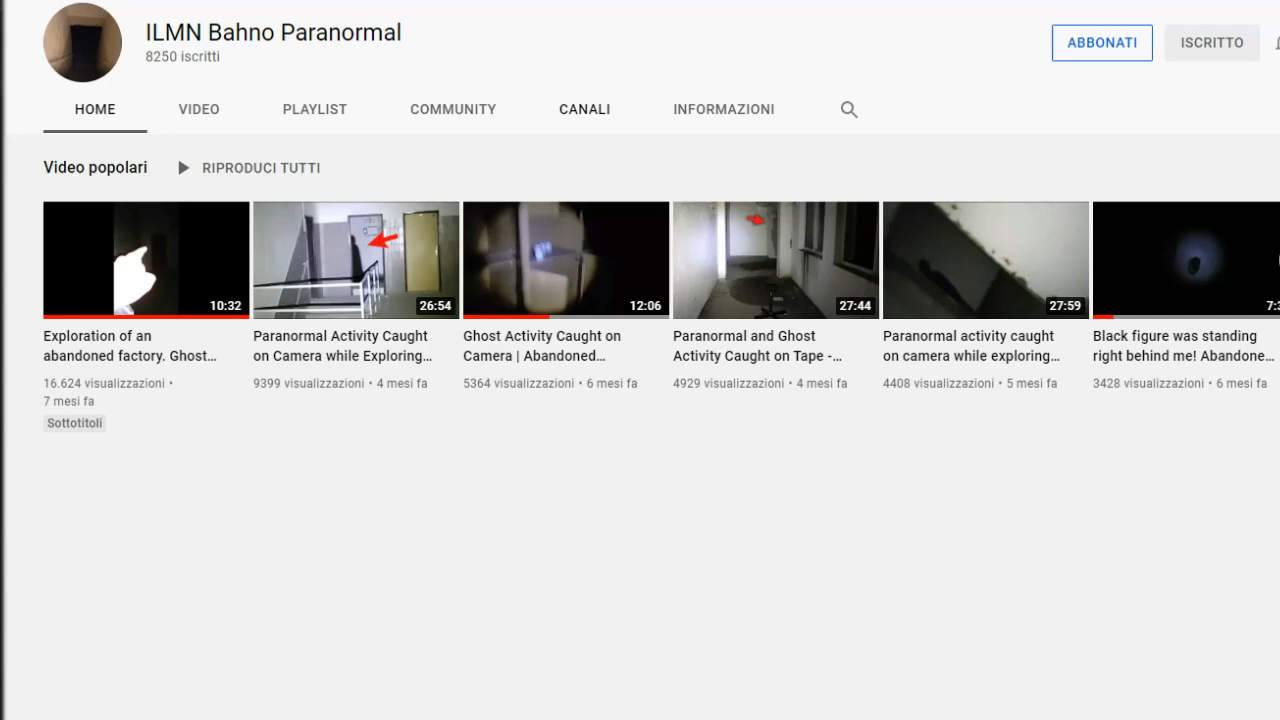 ILMN Bahno Paranormal
8250 iscritti
ABBONATI
ISCRITTO
HOME
VIDEO
PLAYLIST
COMMUNITY
CANALI
INFORMAZIONI
Video popolari
RIPRODUCI TUTTI
10:32
26:54
12:06
27:44
27:59
Exploration of an
abandoned factory. Ghost...
16.624 visualizzazioni •
7 mesi fa
Sottotitoli
Paranormal Activity Caught
on Camera while Exploring...
9399 visualizzazioni • 4 mesi fa
Ghost Activity Caught on
Camera | Abandoned...
5364 visualizzazioni • 6 mesi fa
Paranormal and Ghost
Activity Caught on Tape -...
4929 visualizzazioni • 4 mesi fa
Paranormal activity caught
on camera while exploring...
4408 visualizzazioni • 5 mesi fa
Black figure was standing
right behind me! Abandone...
3428 visualizzazioni • 6 mesi fa